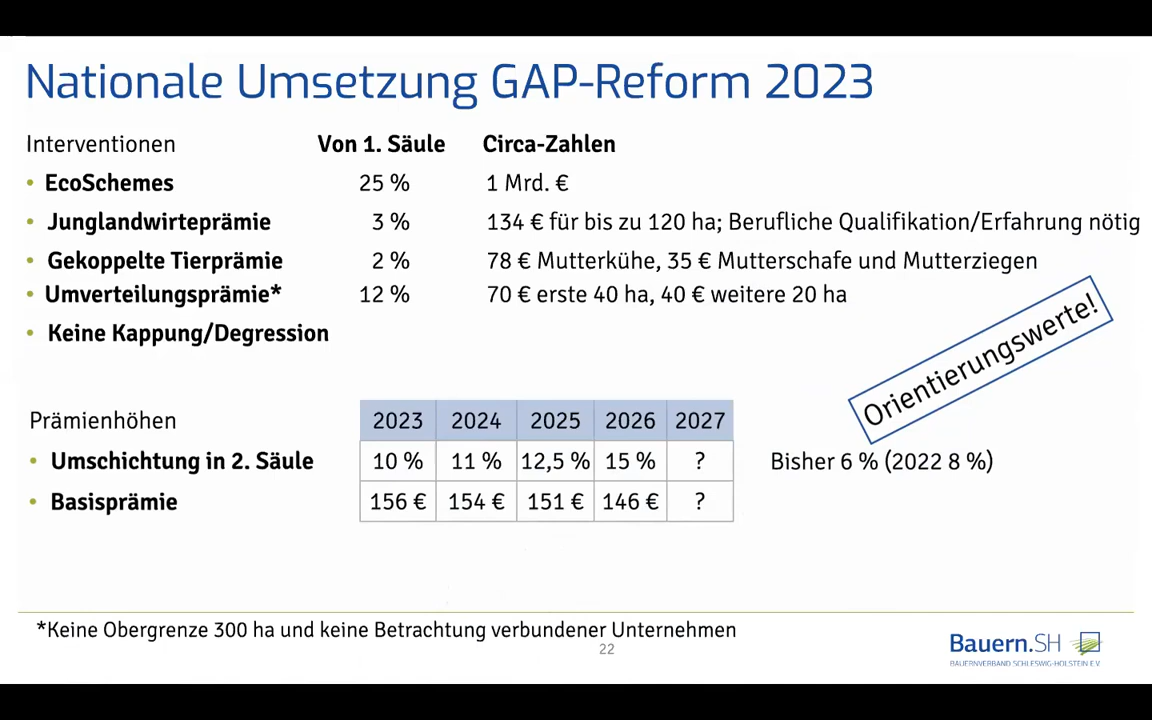 Nationale Umsetzung GAP-Reform 2023
Interventionen Von 1. Säule Circa-Zahlen
• EcoSchemes 25 % 1 Mrd. €
• Junglandwirteprämie 3 % 134 € für bis zu 120 ha; Berufliche Qualifikation/Erfahrung nötig
• Gekoppelte Tierprämie 2 % 78 € Mutterkühe, 35 € Mutterschafe und Mutterziegen
• Umverteilungsprämie* 12 % 70 € erste 40 ha, 40 € weitere 20 ha
• Keine Kappung/Degression
Orientierungswerte!
Prämienhöhen 2023 2024 2025 2026 2027
• Umschichtung in 2. Säule 10 % 11 % 12,5 % 15 % ? Bisher 6 % (2022 8 %)
• Basisprämie 156 € 154 € 151 € 146 € ?
*Keine Obergrenze 300 ha und keine Betrachtung verbundener Unternehmen
22
Bauern.SH
BAUERNVERBAND SCHLESWIG-HOLSTEIN E.V.